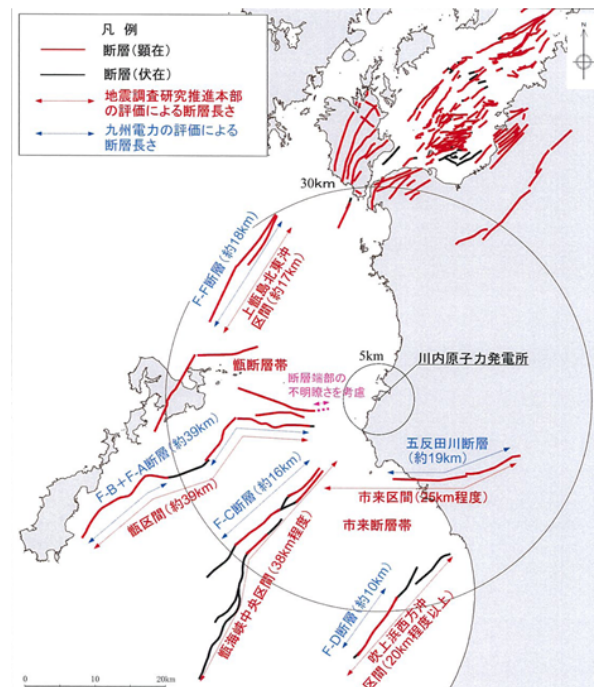 凡 例
断層(顕在)
断層(伏在)
地震調査研究推進本部
の評価による断層長さ
九州電力の評価による
断層長さ
N
30km
F-F断層(約18km)
上甑島北東沖
区間(約17km)
5km
川内原子力発電所
甑断層帯
断層端部の
不明瞭さを考慮
五反田川断層
(約19km)
F-B+F-A断層(約39km)
甑区間(約39km)
F-C断層(約16km)
市来区間(25km程度)
市来断層帯
甑海峡中央区間(38km程度)
F-D断層(約10km)
吹上浜西方沖
区間(20km程度以上)
0 10 20km